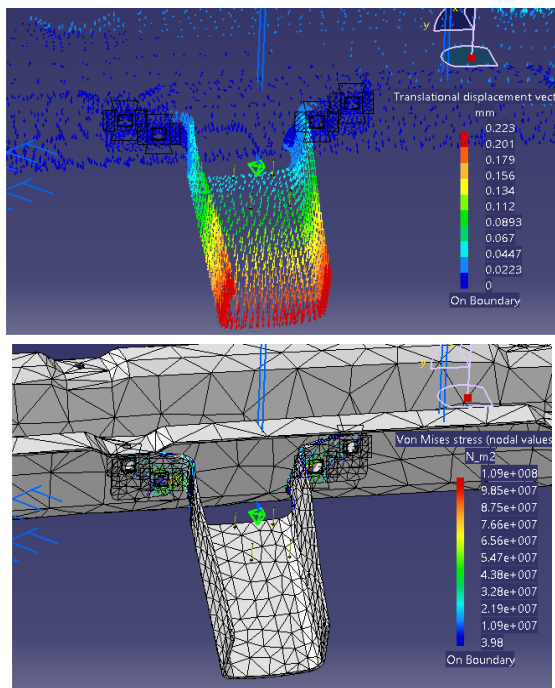 x
y
Translational displacement vect
mm
0.223
0.201
0.179
0.156
0.134
0.112
0.0893
0.067
0.0447
0.0223
0
On Boundary
y
Von Mises stress (nodal values
N_m2
1.09e+008
9.85e+007
8.75e+007
7.66e+007
6.56e+007
5.47e+007
4.38e+007
3.28e+007
2.19e+007
1.09e+007
3.98
On Boundary